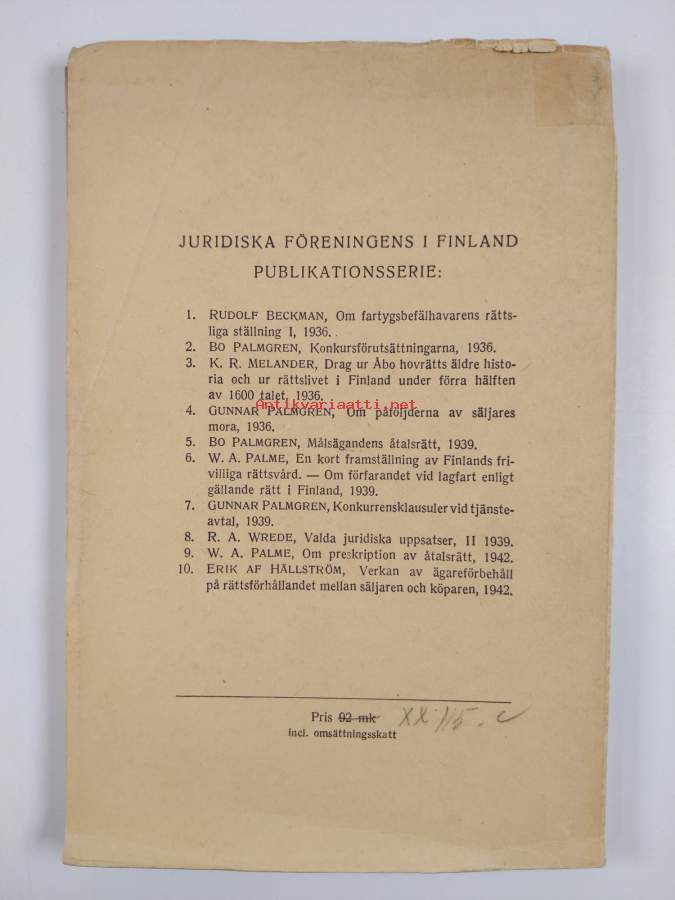 JURIDISKA FÖRENINGENS I FINLAND
PUBLIKATIONSSERIE:
1. RUDOLF BECKMAN, Om fartygsbefälhavarens rätts-
liga ställning I, 1936.
2. BO PALMGREN, Konkursförutsättningarna, 1936.
3. K. R. MELANDER, Drag ur Åbo hovrätts äldre histo-
ria och ur rättslivet i Finland under förra hälften
av 1600 talet, 1936.
Antikvariaatti.net
4. GUNNAR PALMGREN, Om påföljderna av säljares
mora, 1936.
5. BO PALMGREN, Målsägandens åtalsrätt, 1939.
6. W. A. PALME, En kort framställning av Finlands fri-
villiga rättsvård. — Om förfarandet vid lagfart enligt
gällande rätt i Finland, 1939.
7. GUNNAR PALMGREN, Konkurrensklausuler vid tjänste-
avtal, 1939.
8. R. A. WREDE, Valda juridiska uppsatser, II 1939.
9. W. A. PALME, Om preskription av åtalsrätt, 1942.
10. ERIK AF HÄLLSTRÖM, Verkan av ägareförbehåll
på rättsförhållandet mellan säljaren och köparen, 1942.
Pris 92 mk
incl. omsättningsskatt